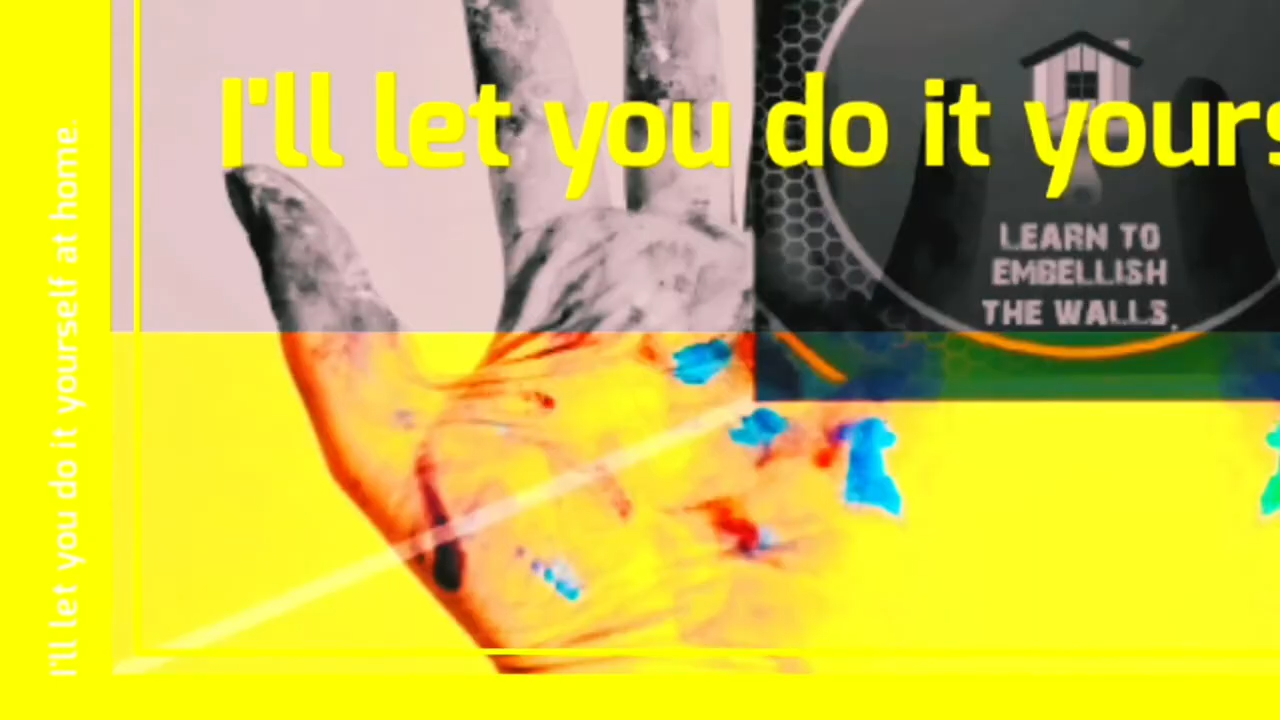 I'll let you do it yours
LEARN TO
EMBELLISH
THE WALLS.
I'll let you do it yourself at home.